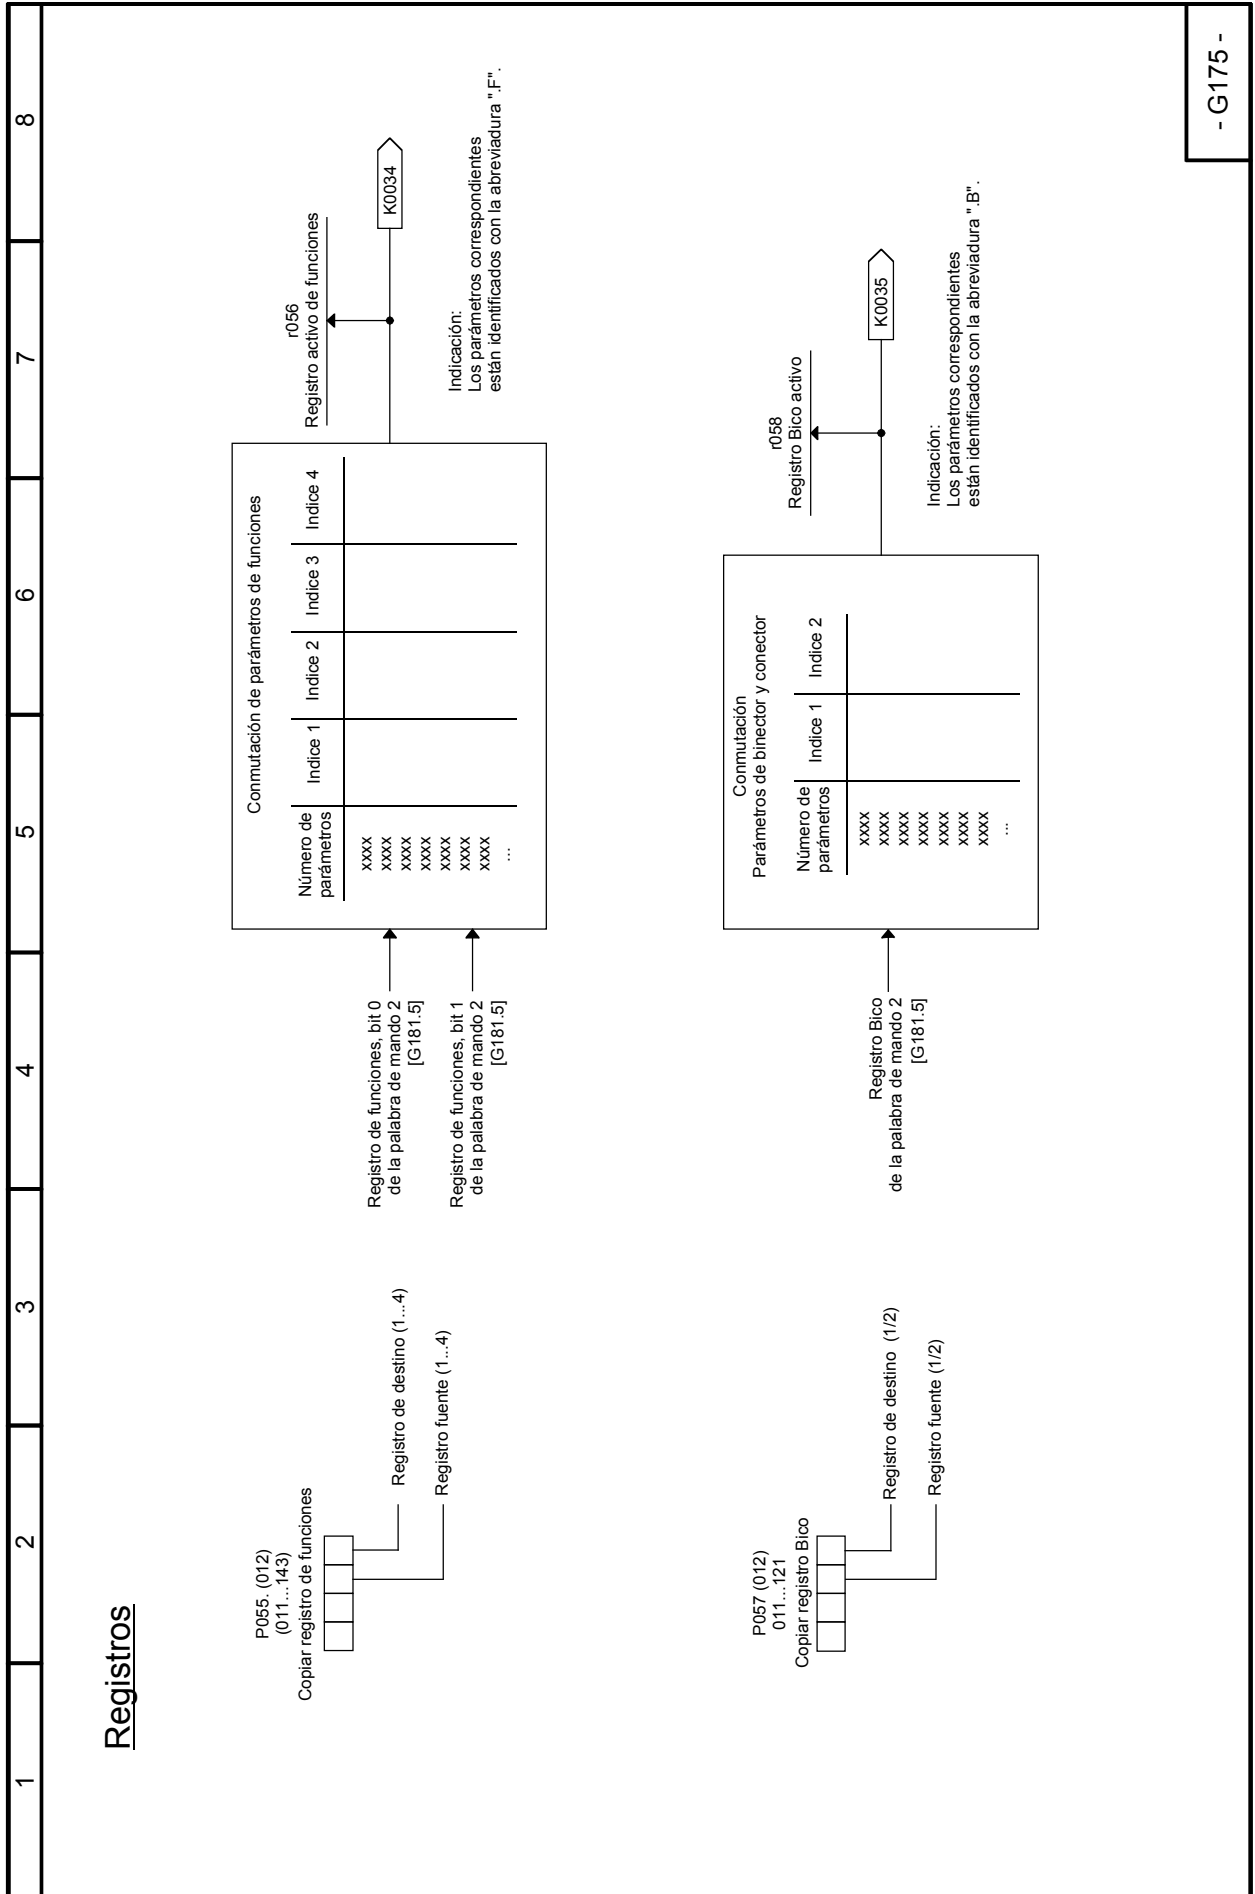 1 2 3 4 5 6 7 8
Registros
P055. (012)
(011...143)
Copiar registro de funciones
Registro de destino (1...4)
Registro fuente (1...4)
Registro de funciones, bit 0
de la palabra de mando 2
[G181.5]
Registro de funciones, bit 1
de la palabra de mando 2
[G181.5]
Conmutación de parámetros de funciones
Número de
parámetros
Indice 1 Indice 2 Indice 3 Indice 4
xxxx
xxxx
xxxx
xxxx
xxxx
xxxx
xxxx
...
r056
Registro activo de funciones
K0034
Indicación:
Los parámetros correspondientes
están identificados con la abreviadura ".F".
P057 (012)
011...121
Copiar registro Bico
Registro de destino (1/2)
Registro fuente (1/2)
Registro Bico
de la palabra de mando 2
[G181.5]
Conmutación
Parámetros de binector y conector
Número de
parámetros
Indice 1 Indice 2
xxxx
xxxx
xxxx
xxxx
xxxx
xxxx
xxxx
...
r058
Registro Bico activo
K0035
Indicación:
Los parámetros correspondientes
están identificados con la abreviadura ".B".
- G175 -